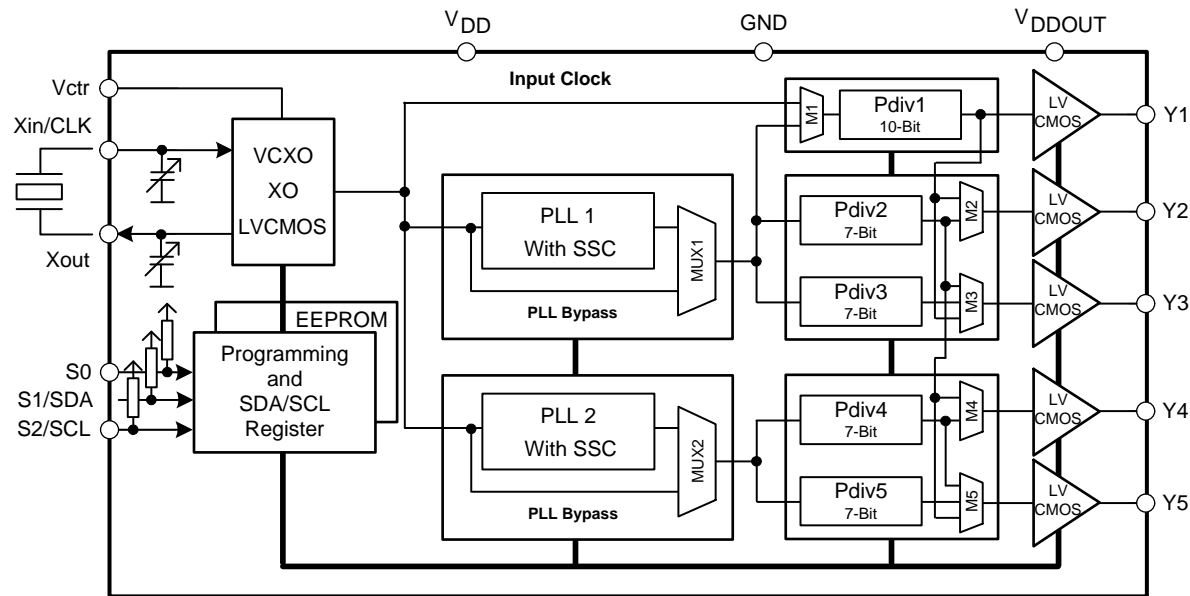 VDD
GND
VDDOUT
Vctr
Input Clock
Xin/CLK
VCXO
XO
LVCMOS
Xout
M1
Pdiv1
10-Bit
LV
CMOS
Y1
PLL 1
With SSC
MUX1
PLL Bypass
Pdiv2
7-Bit
M2
LV
CMOS
Y2
Pdiv3
7-Bit
M3
LV
CMOS
Y3
EEPROM
Programming
and
SDA/SCL
Register
S0
S1/SDA
S2/SCL
PLL 2
With SSC
MUX2
PLL Bypass
Pdiv4
7-Bit
M4
LV
CMOS
Y4
Pdiv5
7-Bit
M5
LV
CMOS
Y5